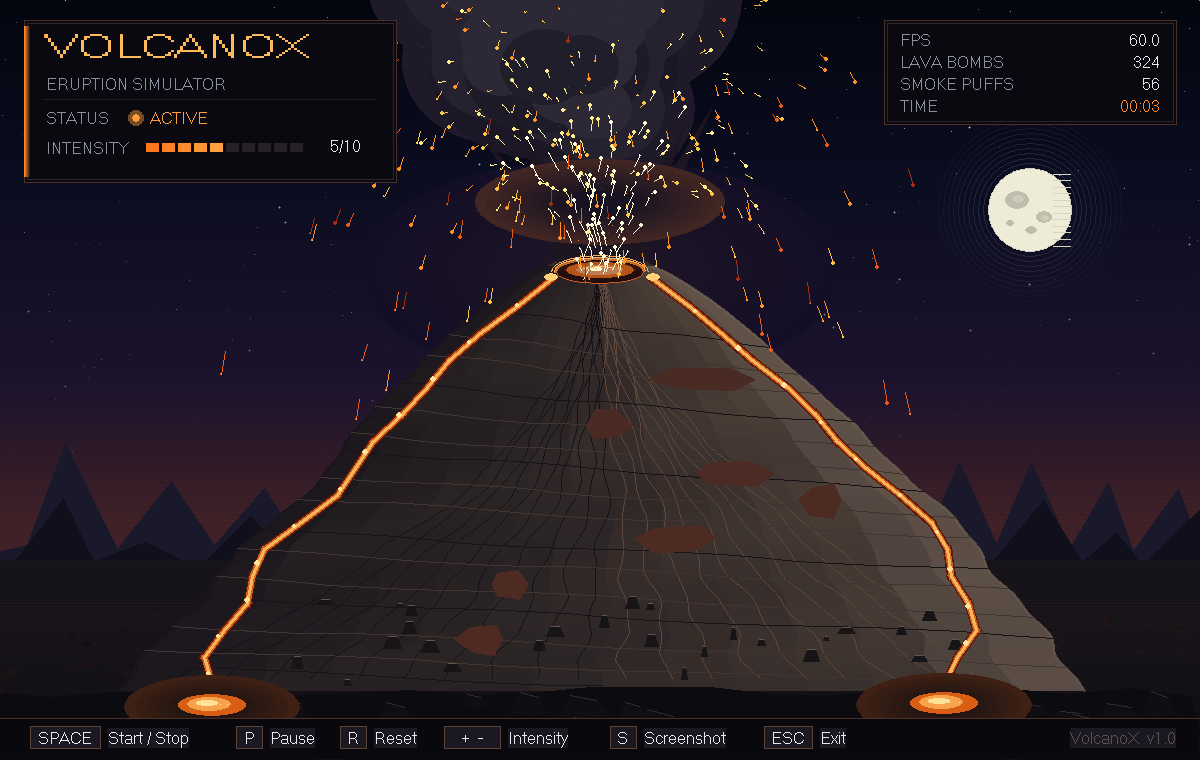 VOLCANOX
ERUPTION SIMULATOR
STATUS ACTIVE
INTENSITY 5/10
FPS 60.0
LAVA BOMBS 324
SMOKE PUFFS 56
TIME 00:03
SPACE Start / Stop P Pause R Reset + - Intensity S Screenshot ESC Exit VolcanoX v1.0